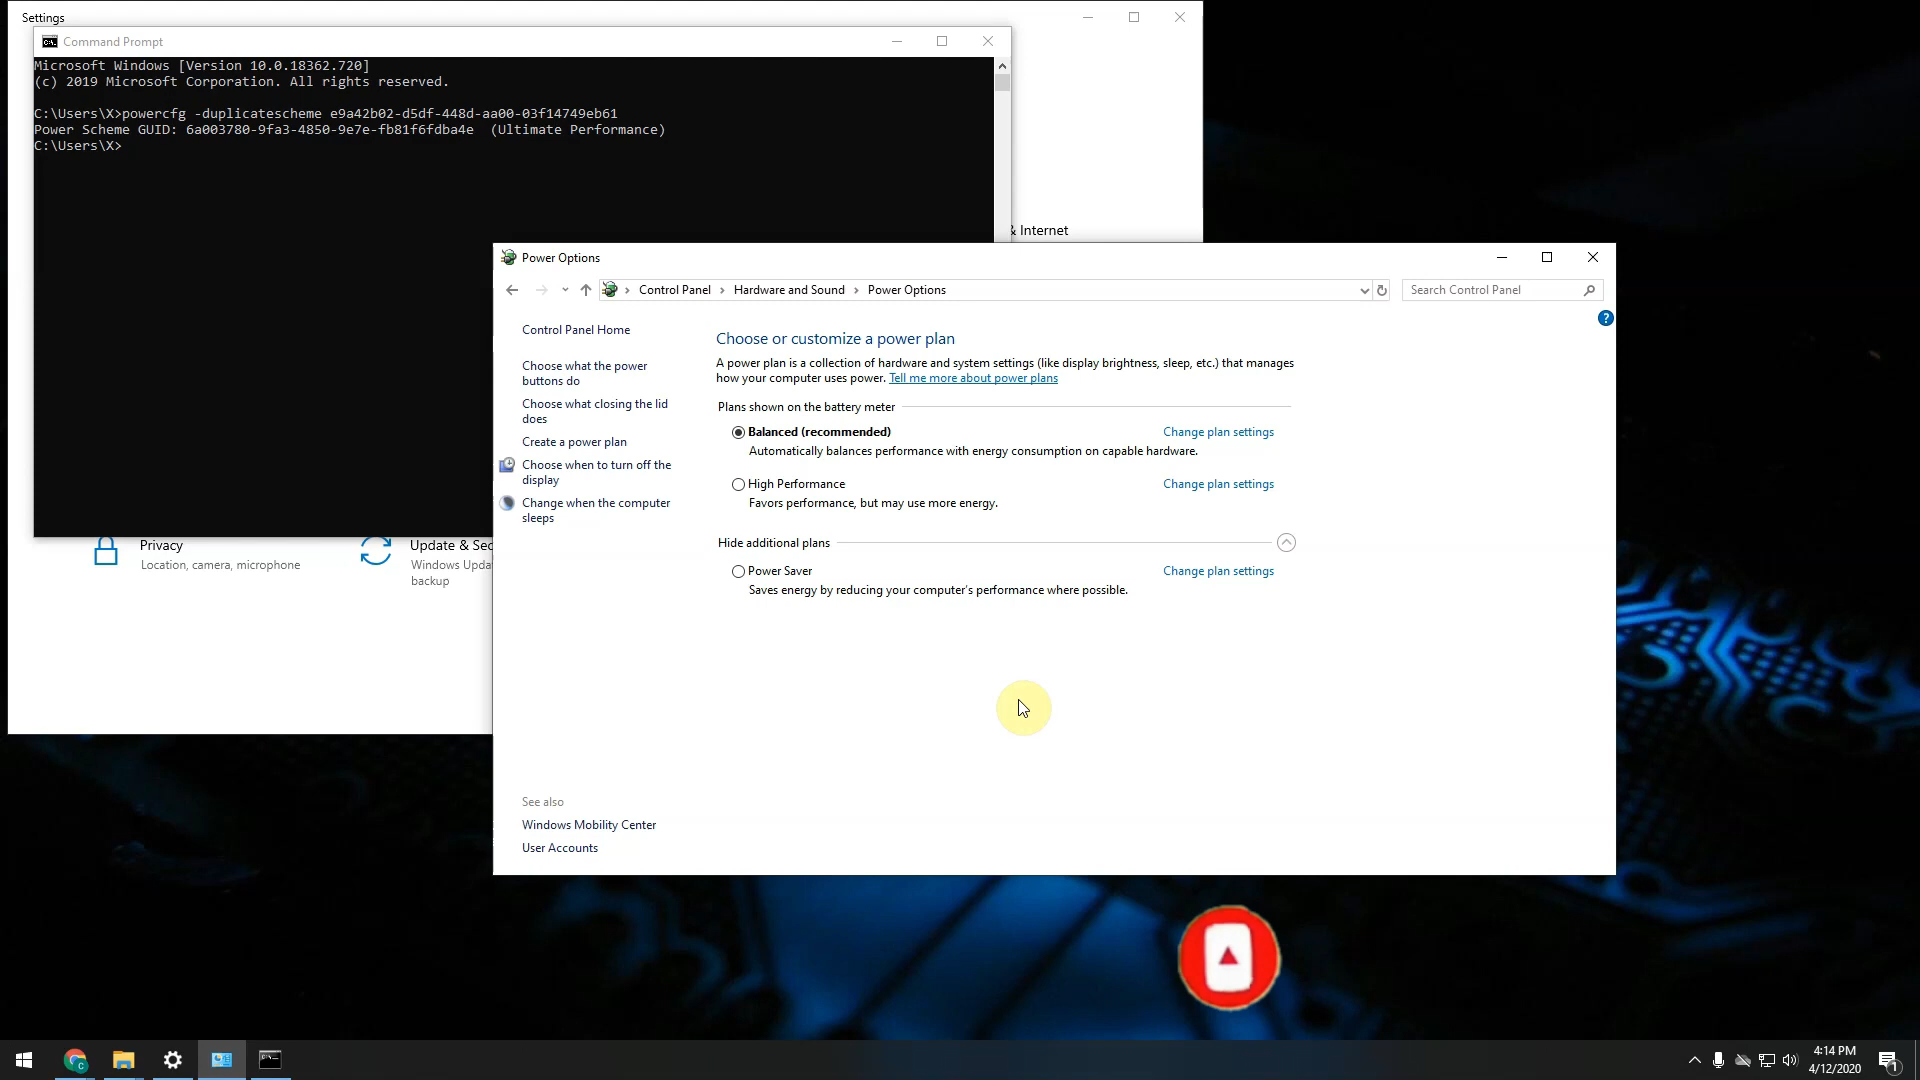 Settings
Command Prompt
Microsoft Windows [Version 10.0.18362.720]
(c) 2019 Microsoft Corporation. All rights reserved.
C:\Users\X>powercfg -duplicatescheme e9a42b02-d5df-448d-aa00-03f14749eb61
Power Scheme GUID: 6a003780-9fa3-4850-9e7e-fb81f6fdba4e  (Ultimate Performance)
C:\Users\X>
& Internet
Power Options
Control Panel > Hardware and Sound > Power Options
Search Control Panel
?
Control Panel Home
Choose what the power
buttons do
Choose what closing the lid
does
Create a power plan
Choose when to turn off the
display
Change when the computer
sleeps
Choose or customize a power plan
A power plan is a collection of hardware and system settings (like display brightness, sleep, etc.) that manages
how your computer uses power. Tell me more about power plans
Plans shown on the battery meter
Balanced (recommended) Change plan settings
Automatically balances performance with energy consumption on capable hardware.
High Performance Change plan settings
Favors performance, but may use more energy.
Hide additional plans
Power Saver Change plan settings
Saves energy by reducing your computer's performance where possible.
See also
Windows Mobility Center
User Accounts
Privacy
Location, camera, microphone
Update & Sec
Windows Upda
backup
4:14 PM
4/12/2020
1